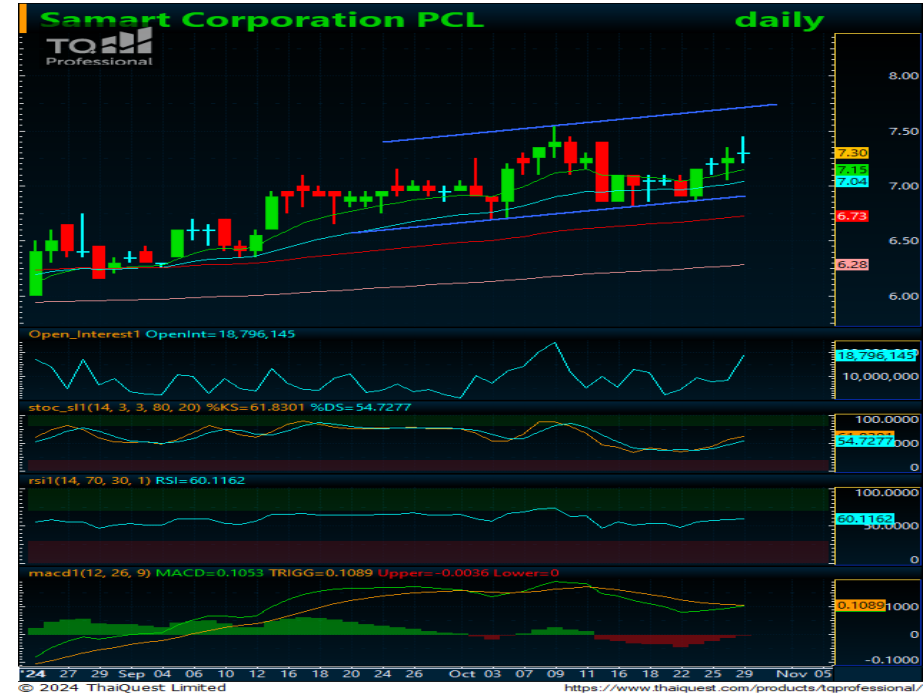 Samart Corporation PCL daily
TQ
Professional
8.00
7.50
7.30
7.15
7.04
7.00
6.73
6.50
6.28
6.00
Open_Interest1 OpenInt=18,796,145
18,796,145
10,000,000
stoc_sl1(14, 3, 3, 80, 20) %KS=61.8301 %DS=54.7277
100.0000
54.7277
0
rsi1(14, 70, 30, 1) RSI=60.1162
100.0000
60.1162
50.0000
0
macd1(12, 26, 9) MACD=0.1053 TRIGG=0.1089 Upper=-0.0036 Lower=0
0.1089
0
-0.1000
'24 27 29 Sep 04 06 10 12 16 18 20 24 26 Oct 03 07 09 11 16 18 22 25 29 Nov 05
© 2024 ThaiQuest Limited https://www.thaiquest.com/products/tqprofessional/